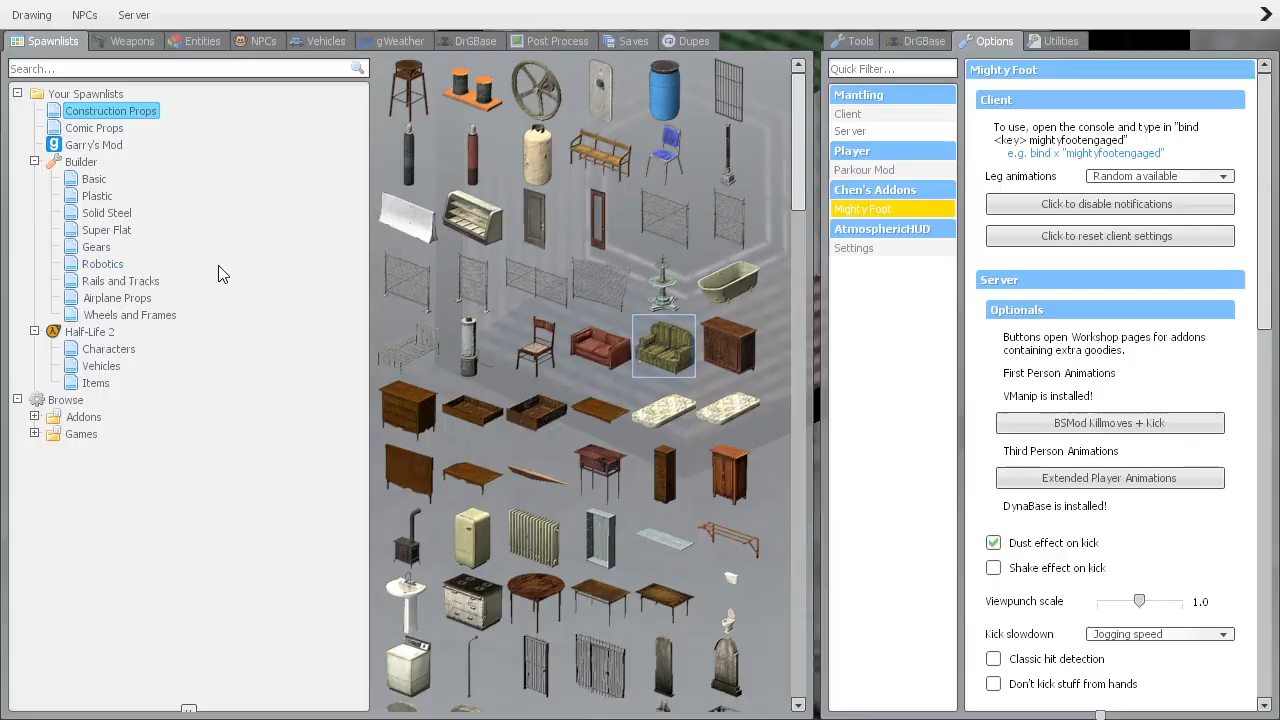 Drawing NPCs Server
Spawnlists Weapons Entities NPCs Vehicles gWeather DrGBase Post Process Saves Dupes
Search...
Your Spawnlists
Construction Props
Comic Props
Garry's Mod
Builder
Basic
Plastic
Solid Steel
Super Flat
Gears
Robotics
Rails and Tracks
Airplane Props
Wheels and Frames
Half-Life 2
Characters
Vehicles
Items
Browse
Addons
Games
Tools DrGBase Options Utilities
Quick Filter...
Mantling
Client
Server
Player
Parkour Mod
Chen's Addons
Mighty Foot
AtmosphericHUD
Settings
Mighty Foot
Client
To use, open the console and type in "bind
<key> mightyfootengaged"
e.g. bind x "mightyfootengaged"
Leg animations Random available
Click to disable notifications
Click to reset client settings
Server
Optionals
Buttons open Workshop pages for addons
containing extra goodies.
First Person Animations
VManip is installed!
BSMod Killmoves + Kick
Third Person Animations
Extended Player Animations
DynaBase is installed!
Dust effect on kick
Shake effect on kick
Viewpunch scale 1.0
Kick slowdown Jogging speed
Classic hit detection
Don't kick stuff from hands